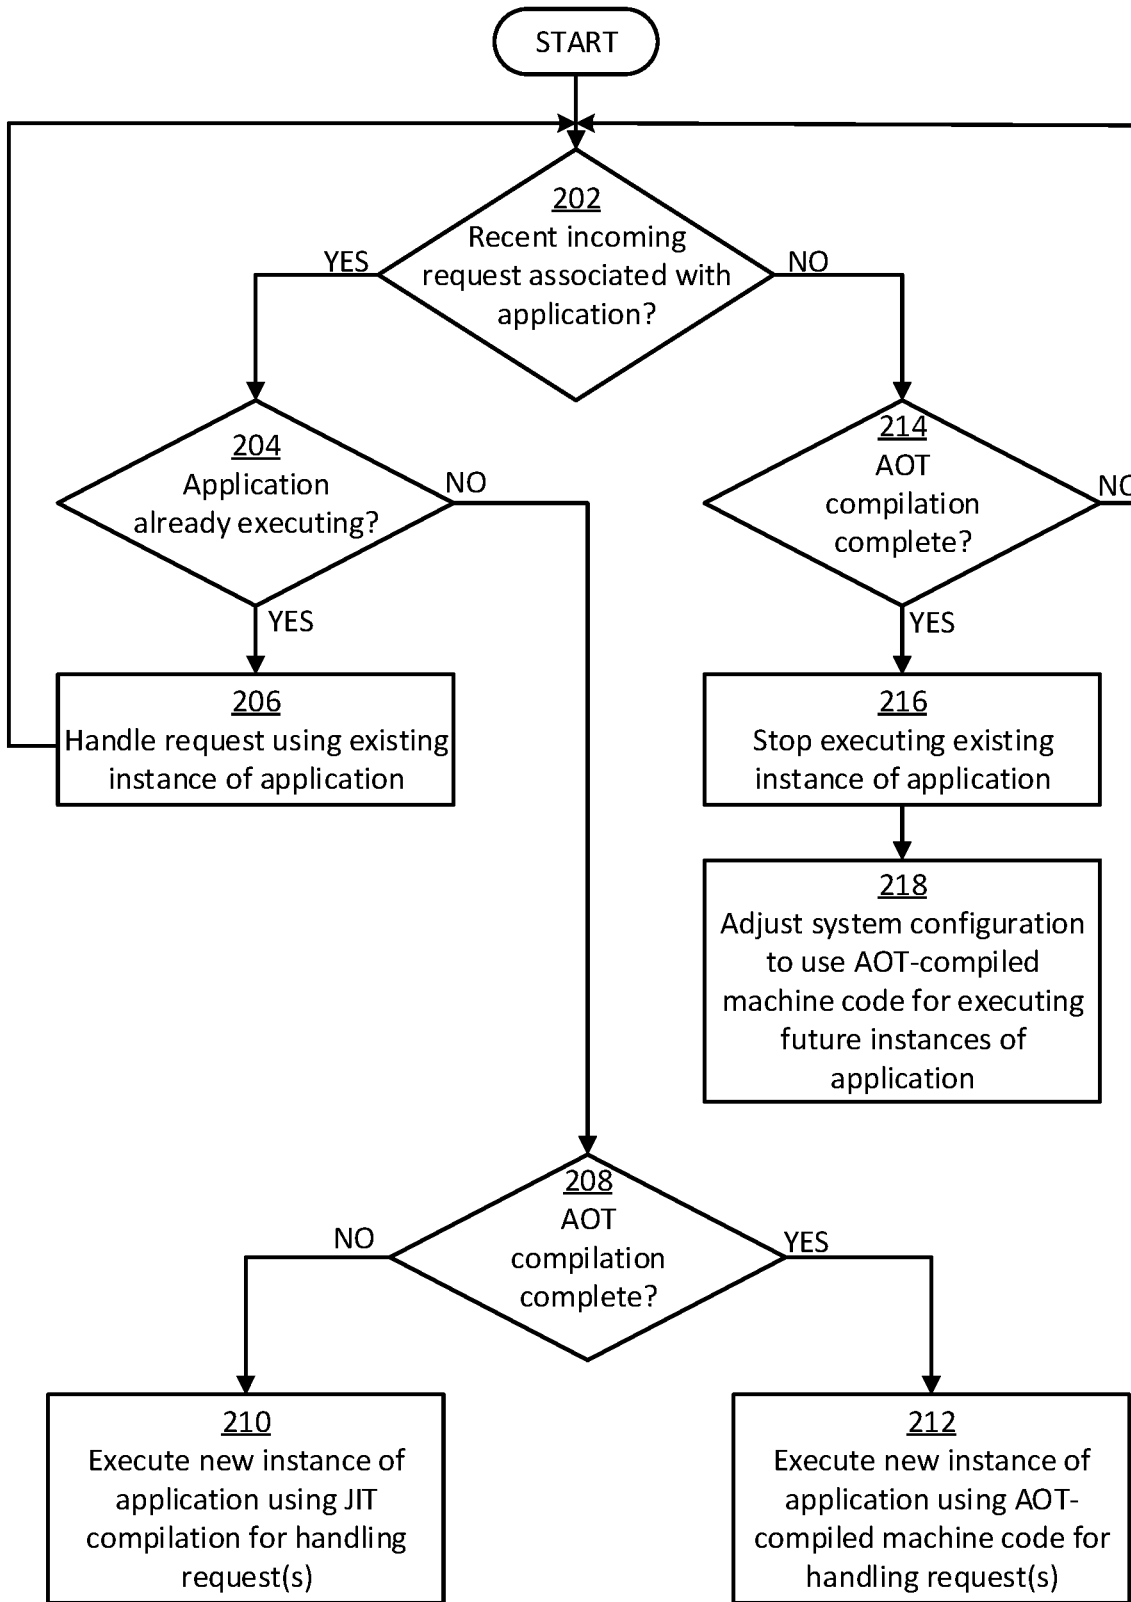 START
202
Recent incoming
request associated with
application?
YES
NO
204
Application
already executing?
NO
YES
214
AOT
compilation
complete?
NO
YES
206
Handle request using existing
instance of application
216
Stop executing existing
instance of application
218
Adjust system configuration
to use AOT-compiled
machine code for executing
future instances of
application
208
AOT
compilation
complete?
NO
YES
210
Execute new instance of
application using JIT
compilation for handling
request(s)
212
Execute new instance of
application using AOT-
compiled machine code for
handling request(s)